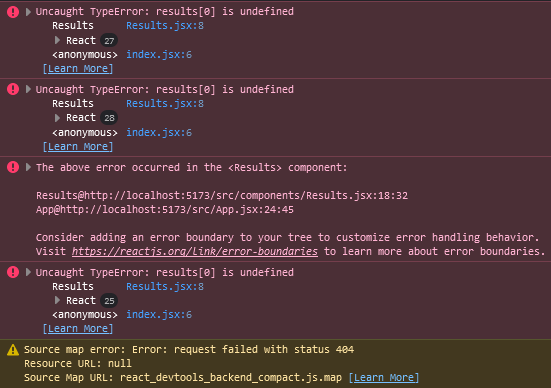 Uncaught TypeError: results[0] is undefined
Results Results.jsx:8
React 27
<anonymous> index.jsx:6
[Learn More]
Uncaught TypeError: results[0] is undefined
Results Results.jsx:8
React 28
<anonymous> index.jsx:6
[Learn More]
The above error occurred in the <Results> component:
Results@http://localhost:5173/src/components/Results.jsx:18:32
App@http://localhost:5173/src/App.jsx:24:45
Consider adding an error boundary to your tree to customize error handling behavior.
Visit https://reactjs.org/link/error-boundaries to learn more about error boundaries.
Uncaught TypeError: results[0] is undefined
Results Results.jsx:8
React 25
<anonymous> index.jsx:6
[Learn More]
Source map error: Error: request failed with status 404
Resource URL: null
Source Map URL: react_devtools_backend_compact.js.map [Learn More]